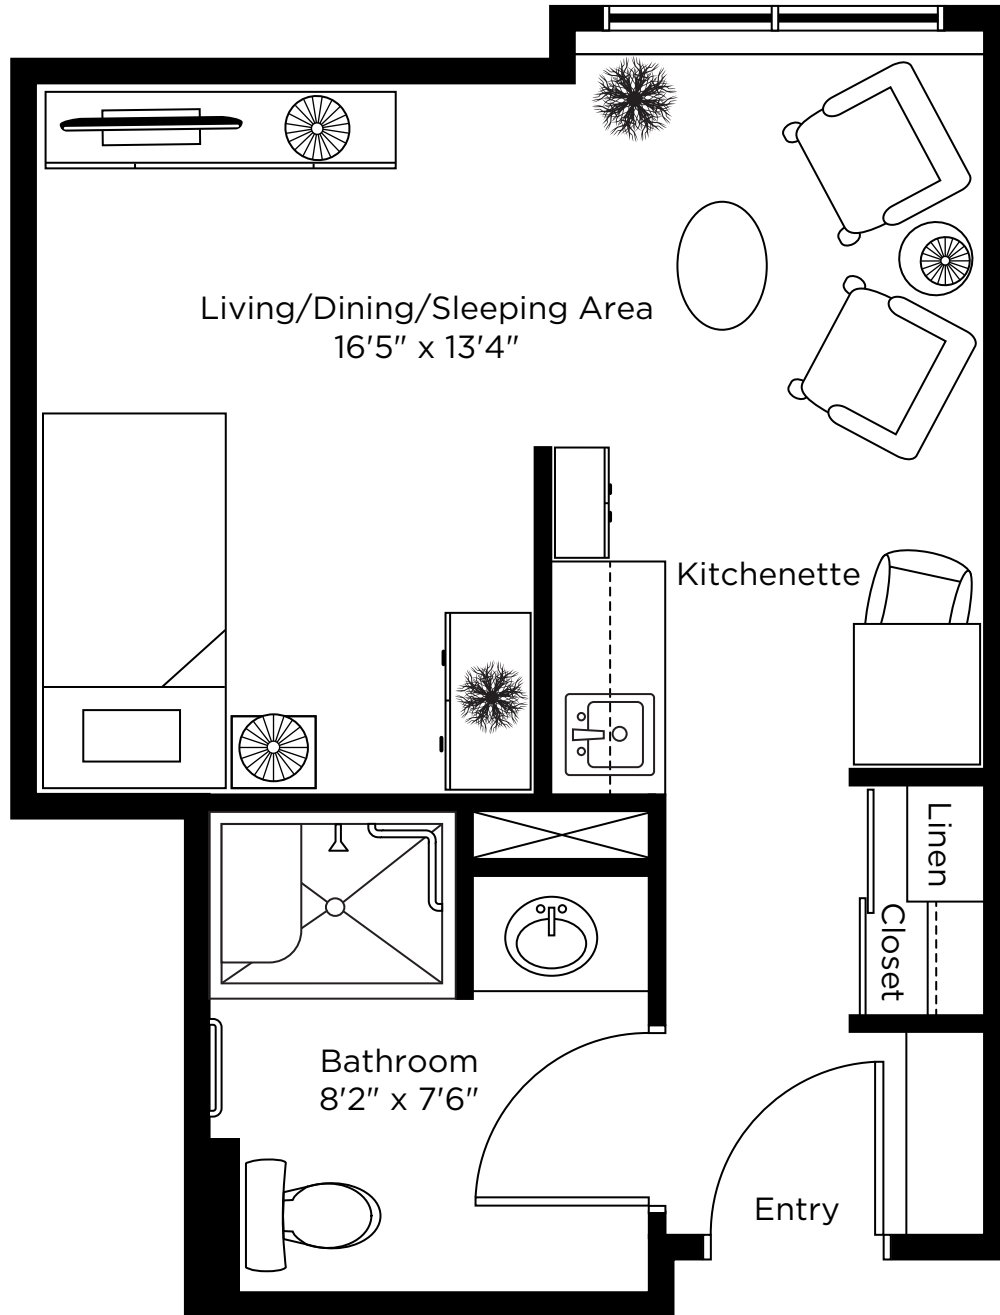 Living/Dining/Sleeping Area
16'5" x 13'4"
Kitchenette
Linen
Closet
Bathroom
8'2" x 7'6"
Entry